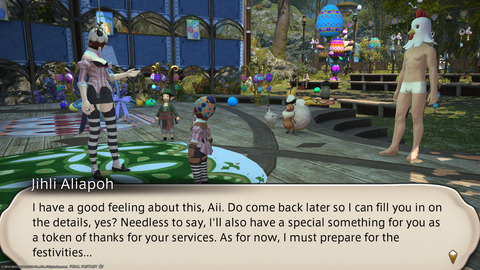 Jihli Aliapoh
I have a good feeling about this, Aii. Do come back later so I can fill you in on
the details, yes? Needless to say, I'll also have a special something for you as
a token of thanks for your services. As for now, I must prepare for the
festivities...